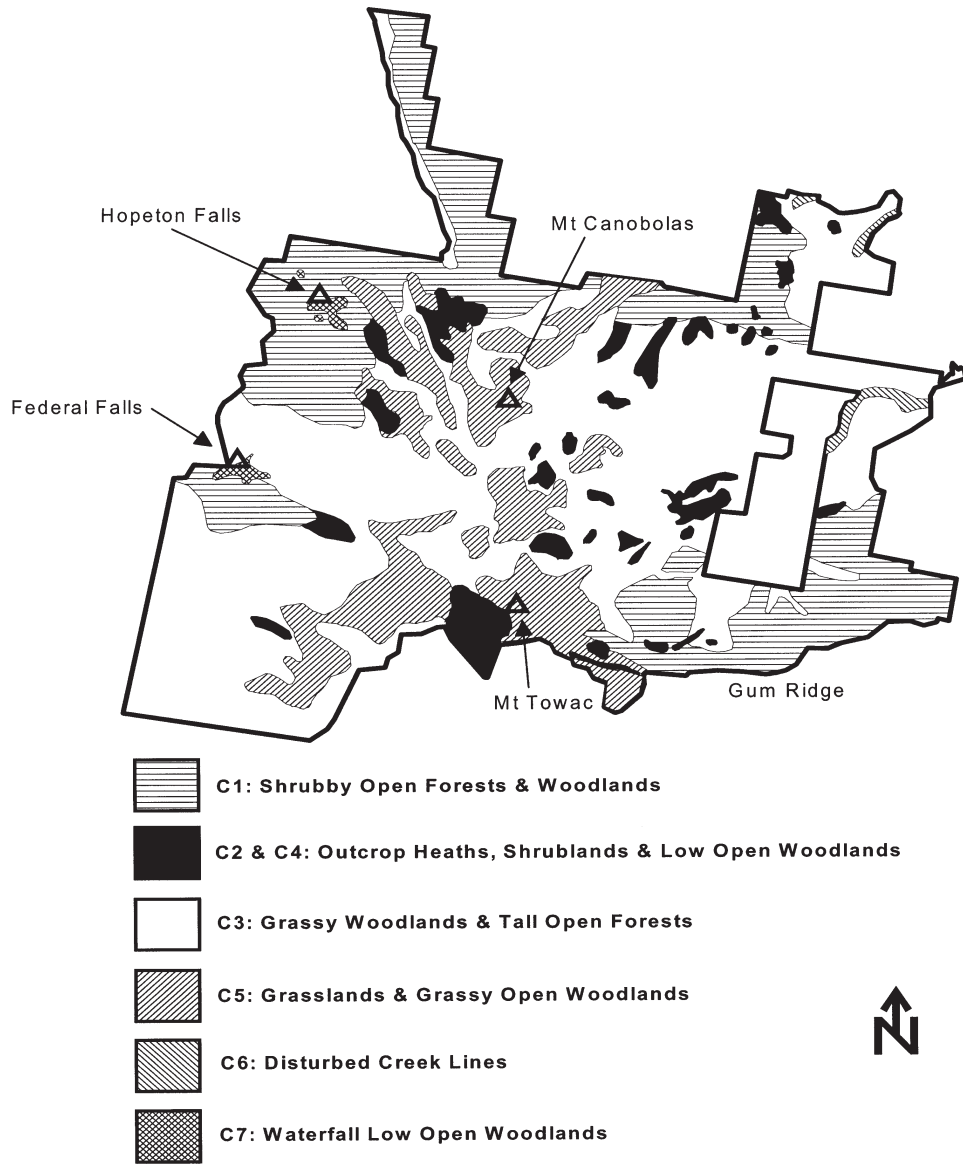 Hopeton Falls
Mt Canobolas
Federal Falls
Mt Towac
Gum Ridge
C1: Shrubby Open Forests & Woodlands
C2 & C4: Outcrop Heaths, Shrublands & Low Open Woodlands
C3: Grassy Woodlands & Tall Open Forests
C5: Grasslands & Grassy Open Woodlands
N
C6: Disturbed Creek Lines
C7: Waterfall Low Open Woodlands